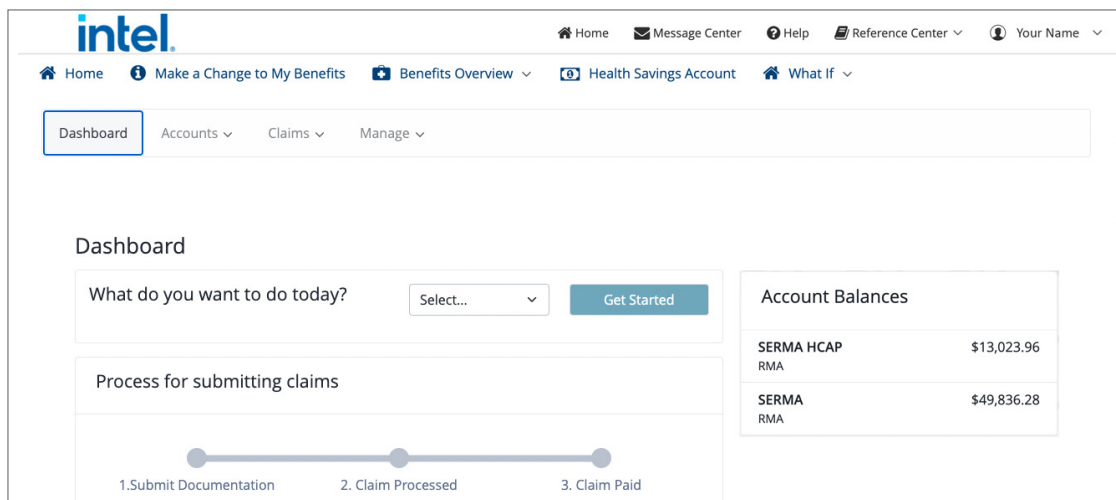 intel.
Home Message Center Help Reference Center Your Name
Home Make a Change to My Benefits Benefits Overview Health Savings Account What If
Dashboard Accounts Claims Manage
Dashboard
What do you want to do today? Select... Get Started
Process for submitting claims
1.Submit Documentation 2. Claim Processed 3. Claim Paid
Account Balances
SERMA HCAP $13,023.96
RMA
SERMA $49,836.28
RMA